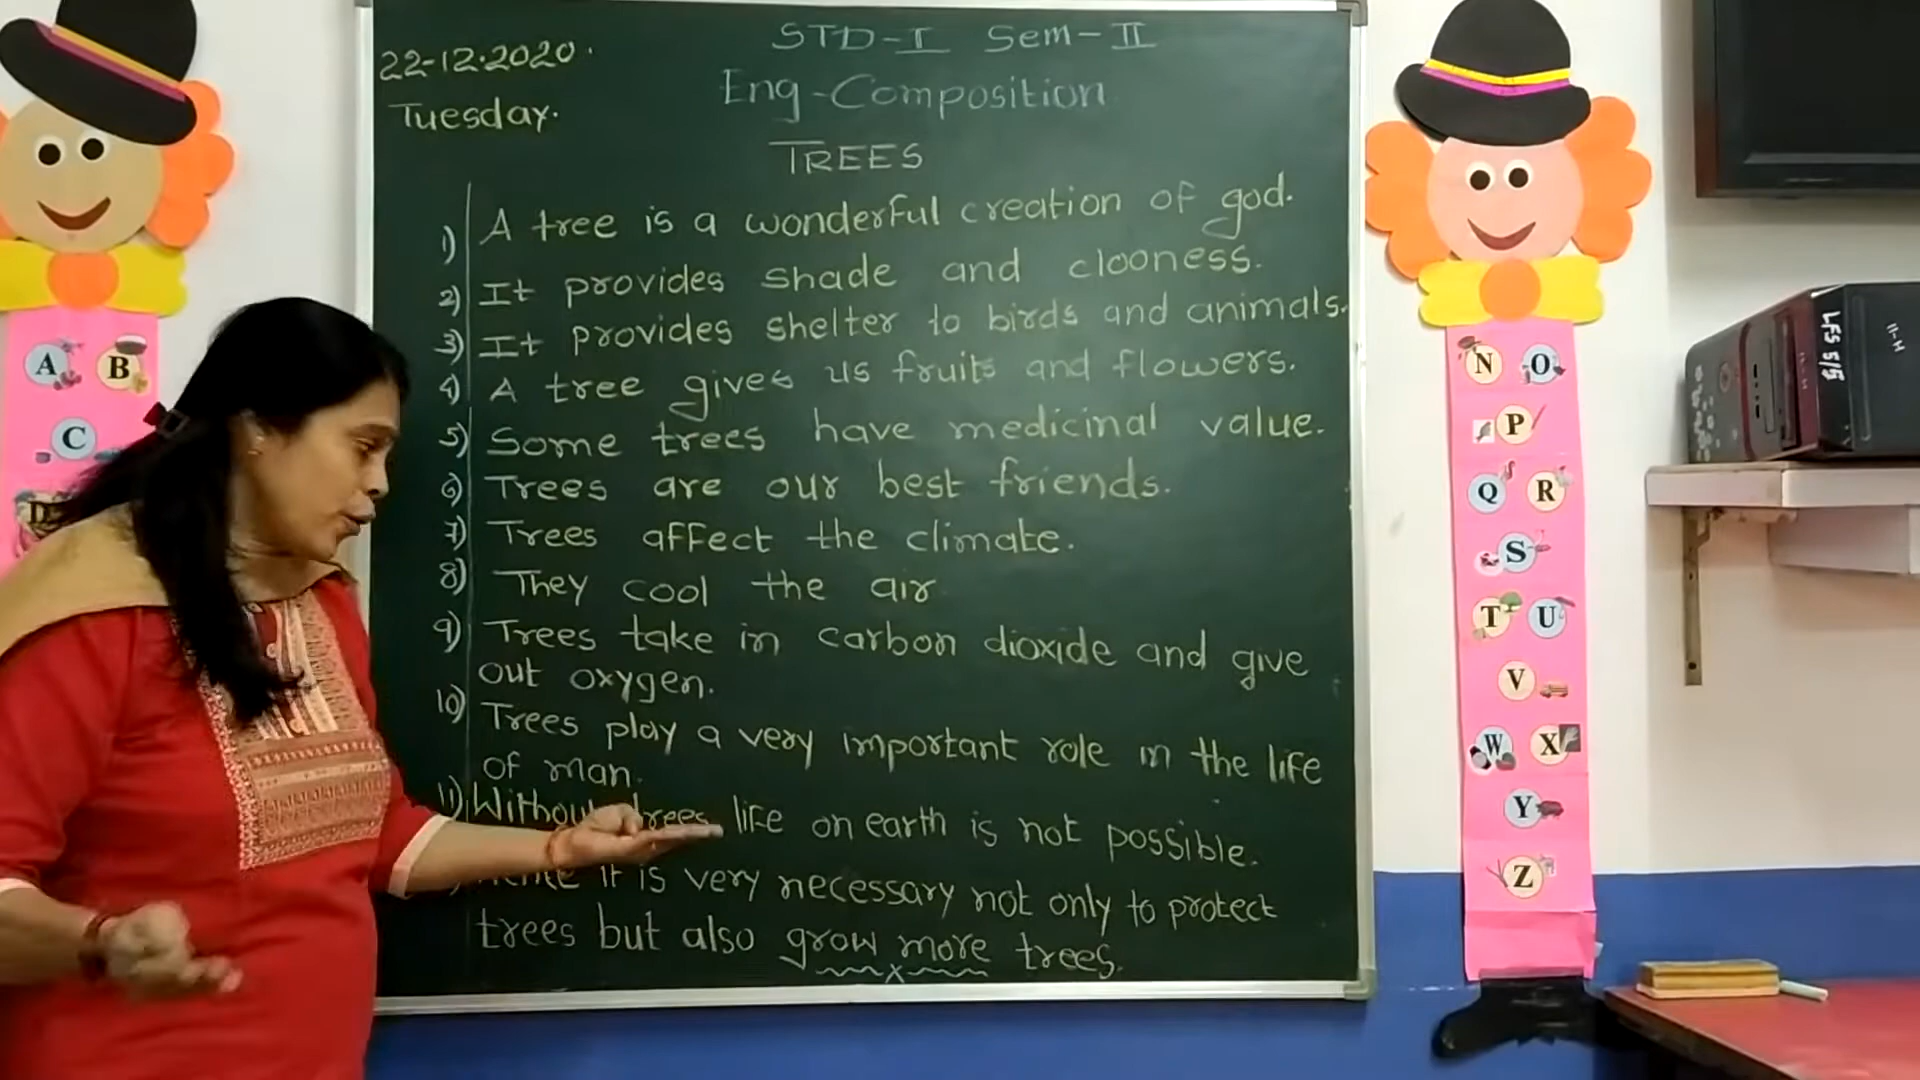 22-12.2020.
Tuesday.
STD-I Sem-II
Eng-Composition
TREES
1) A tree is a wonderful creation of god.
2) It provides shade and clooness.
3) It provides shelter to birds and animals.
4) A tree gives us fruits and flowers.
5) Some trees have medicinal value.
6) Trees are our best friends.
7) Trees affect the climate.
8) They cool the air
9) Trees take in carbon dioxide and give
out oxygen.
10) Trees play a very important role in the life
of man.
11) Without trees life on earth is not possible.
it is very necessary not only to protect
trees but also grow more trees.
x
A B
C
D
N O
P
Q R
S
T U
V
W X
Y
Z
LFS 5/5
II-H